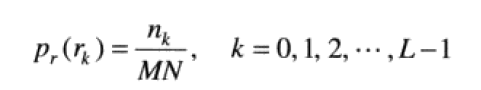 p_r(r_k) = n_k / MN , k = 0, 1, 2, ⋯, L−1